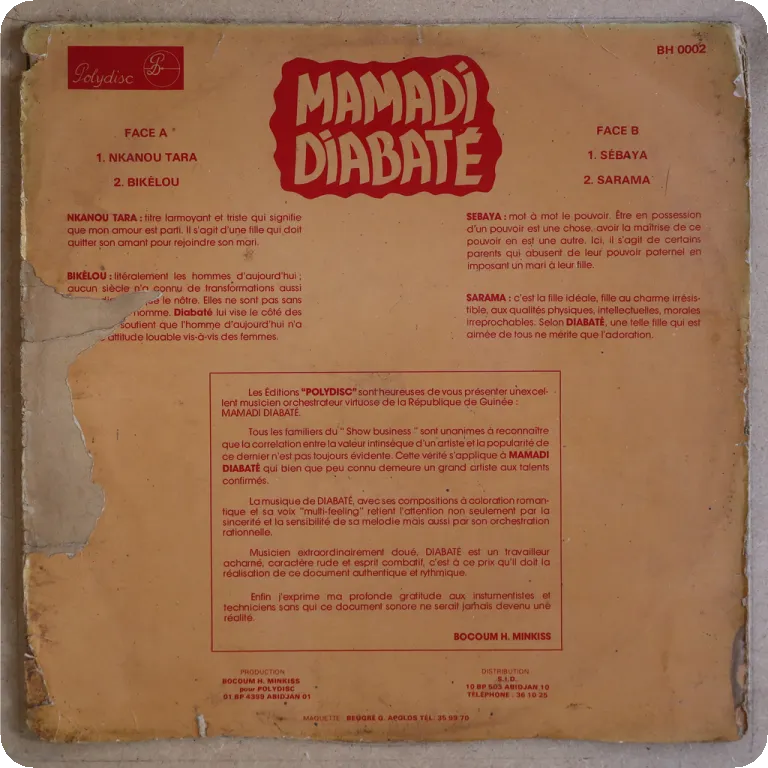 Polydisc
BH 0002
MAMADI
DIABATÉ
FACE A
1. NKANOU TARA
2. BIKÈLOU
FACE B
1. SÉBAYA
2. SARAMA
NKANOU TARA : titre larmoyant et triste qui signifie
que mon amour est parti. Il s'agit d'une fille qui doit
quitter son amant pour rejoindre son mari.
BIKÈLOU : litéralement les hommes d'aujourd'hui ;
aucun siècle n'a connu de transformations aussi
que le nôtre. Elles ne sont pas sans
homme. Diabaté lui vise le côté des
soutient que l'homme d'aujourd'hui n'a
attitude louable vis-à-vis des femmes.
SEBAYA : mot à mot le pouvoir. Être en possession
d'un pouvoir est une chose, avoir la maîtrise de ce
pouvoir en est une autre. Ici, il s'agit de certains
parents qui abusent de leur pouvoir paternel en
imposant un mari à leur fille.
SARAMA : c'est la fille idéale, fille au charme irrésis-
tible, aux qualités physiques, intellectuelles, morales
irreprochables. Selon DIABATÉ, une telle fille qui est
aimée de tous ne mérite que l'adoration.
Les Éditions "POLYDISC" sont heureuses de vous présenter un excel-
lent musicien orchestrateur virtuose de la République de Guinée :
MAMADI DIABATÉ.
Tous les familiers du " Show business " sont unanimes à reconnaître
que la correlation entre la valeur intinsèque d'un artiste et la popularité de
ce dernier n'est pas toujours évidente. Cette vérité s'applique à MAMADI
DIABATÉ qui bien que peu connu demeure un grand artiste aux talents
confirmés.
La musique de DIABATÉ, avec ses compositions à coloration roman-
tique et sa voix "multi-feeling" retient l'attention non seulement par la
sincerité et la sensibilité de sa melodie mais aussi par son orchestration
rationnelle.
Musicien extraordinairement doué, DIABATÉ est un travailleur
acharné, caractère rude et esprit combatif, c'est à ce prix qu'il doit la
réalisation de ce document authentique et rythmique.
Enfin j'exprime ma profonde gratitude aux instumentistes et
techniciens sans qui ce document sonore ne serait jamais devenu une
réalité.
BOCOUM H. MINKISS
PRODUCTION
BOCOUM H. MINKISS
pour POLYDISC
01 BP 4399 ABIDJAN 01
DISTRIBUTION
S.I.D.
10 BP 503 ABIDJAN 10
TELEPHONE : 36 10 25
MAQUETTE : BEUGRE G. APOLOS TEL: 35 99 70